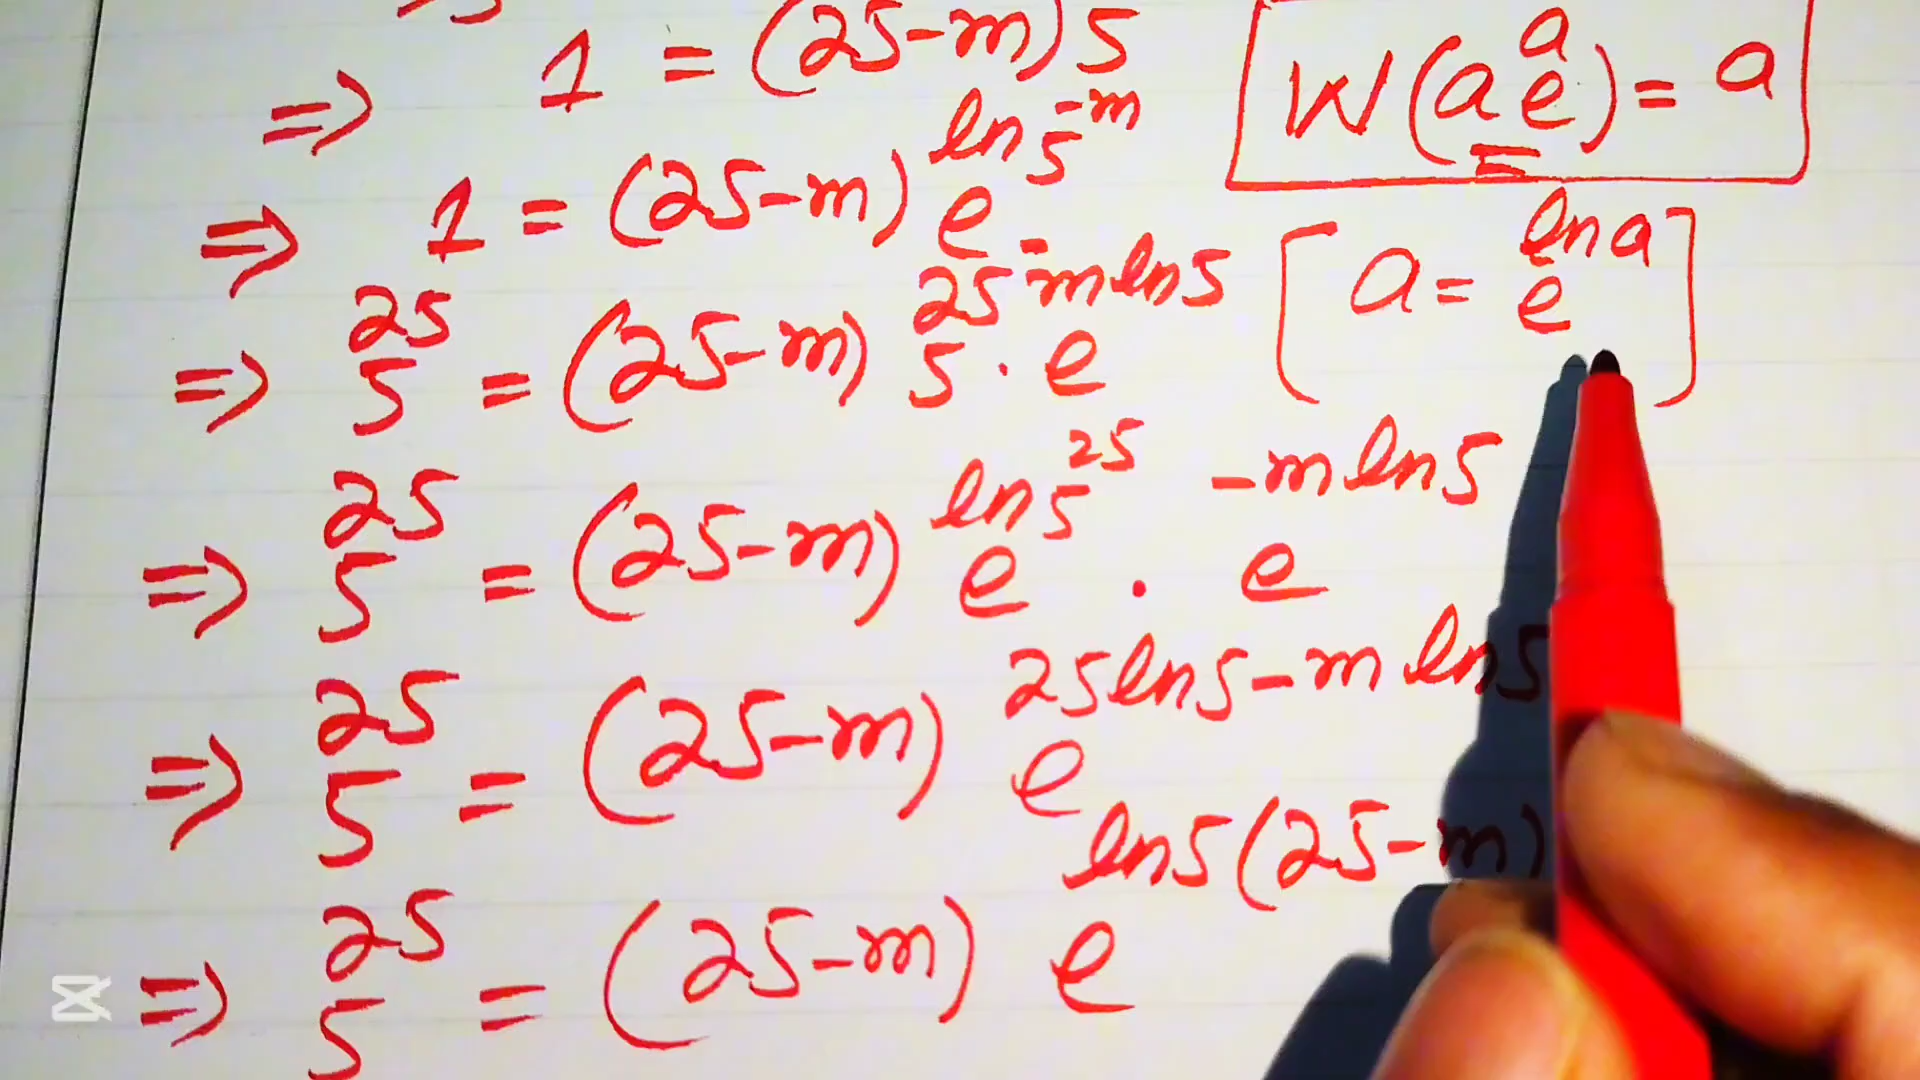 ⇒ 1 = (25-m)5^-m
W(ae^a) = a
⇒ 1 = (25-m)e^ln5^-m
[a = e^lna]
⇒ 5^25 = (25-m)5^25 · e^-mln5
⇒ 5^25 = (25-m)e^ln5^25 · e^-mln5
⇒ 5^25 = (25-m)e^25ln5-mln5
⇒ 5^25 = (25-m)e^ln5(25-m)